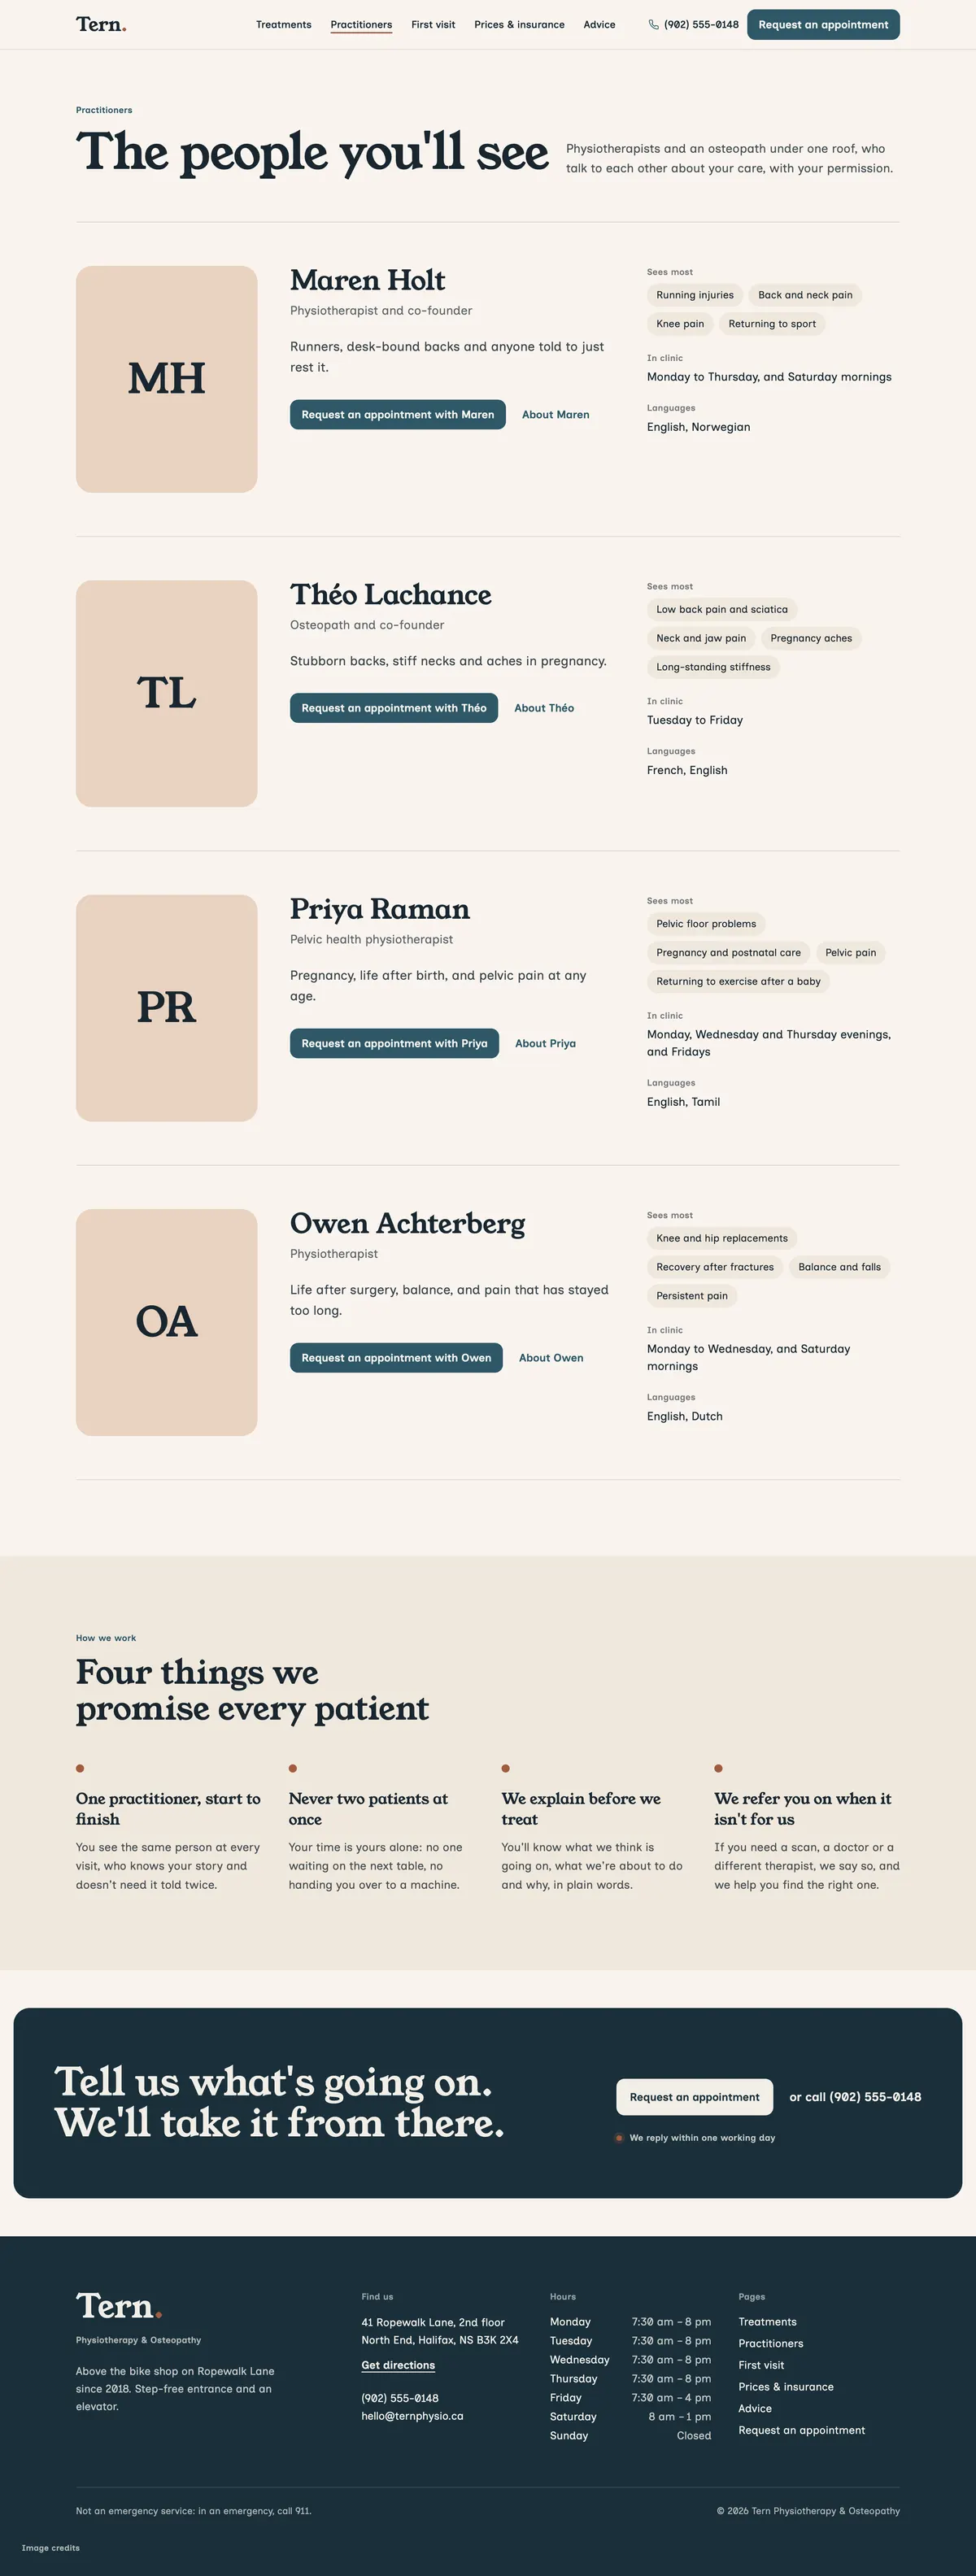 Tern.
Treatments
Practitioners
First visit
Prices & insurance
Advice
(902) 555-0148
Request an appointment
Practitioners
The people you'll see
Physiotherapists and an osteopath under one roof, who
talk to each other about your care, with your permission.
MH
Maren Holt
Physiotherapist and co-founder
Runners, desk-bound backs and anyone told to just
rest it.
Request an appointment with Maren
About Maren
Sees most
Running injuries
Back and neck pain
Knee pain
Returning to sport
In clinic
Monday to Thursday, and Saturday mornings
Languages
English, Norwegian
TL
Théo Lachance
Osteopath and co-founder
Stubborn backs, stiff necks and aches in pregnancy.
Request an appointment with Théo
About Théo
Sees most
Low back pain and sciatica
Neck and jaw pain
Pregnancy aches
Long-standing stiffness
In clinic
Tuesday to Friday
Languages
French, English
PR
Priya Raman
Pelvic health physiotherapist
Pregnancy, life after birth, and pelvic pain at any
age.
Request an appointment with Priya
About Priya
Sees most
Pelvic floor problems
Pregnancy and postnatal care
Pelvic pain
Returning to exercise after a baby
In clinic
Monday, Wednesday and Thursday evenings,
and Fridays
Languages
English, Tamil
OA
Owen Achterberg
Physiotherapist
Life after surgery, balance, and pain that has stayed
too long.
Request an appointment with Owen
About Owen
Sees most
Knee and hip replacements
Recovery after fractures
Balance and falls
Persistent pain
In clinic
Monday to Wednesday, and Saturday
mornings
Languages
English, Dutch
How we work
Four things we
promise every patient
One practitioner, start to
finish
You see the same person at every
visit, who knows your story and
doesn't need it told twice.
Never two patients at
once
Your time is yours alone: no one
waiting on the next table, no
handing you over to a machine.
We explain before we
treat
You'll know what we think is
going on, what we're about to do
and why, in plain words.
We refer you on when it
isn't for us
If you need a scan, a doctor or a
different therapist, we say so, and
we help you find the right one.
Tell us what's going on.
We'll take it from there.
Request an appointment
or call (902) 555-0148
We reply within one working day
Tern.
Physiotherapy & Osteopathy
Above the bike shop on Ropewalk Lane
since 2018. Step-free entrance and an
elevator.
Find us
41 Ropewalk Lane, 2nd floor
North End, Halifax, NS B3K 2X4
Get directions
(902) 555-0148
hello@ternphysio.ca
Hours
Monday 7:30 am – 8 pm
Tuesday 7:30 am – 8 pm
Wednesday 7:30 am – 8 pm
Thursday 7:30 am – 8 pm
Friday 7:30 am – 4 pm
Saturday 8 am – 1 pm
Sunday Closed
Pages
Treatments
Practitioners
First visit
Prices & insurance
Advice
Request an appointment
Not an emergency service: in an emergency, call 911.
© 2026 Tern Physiotherapy & Osteopathy
Image credits